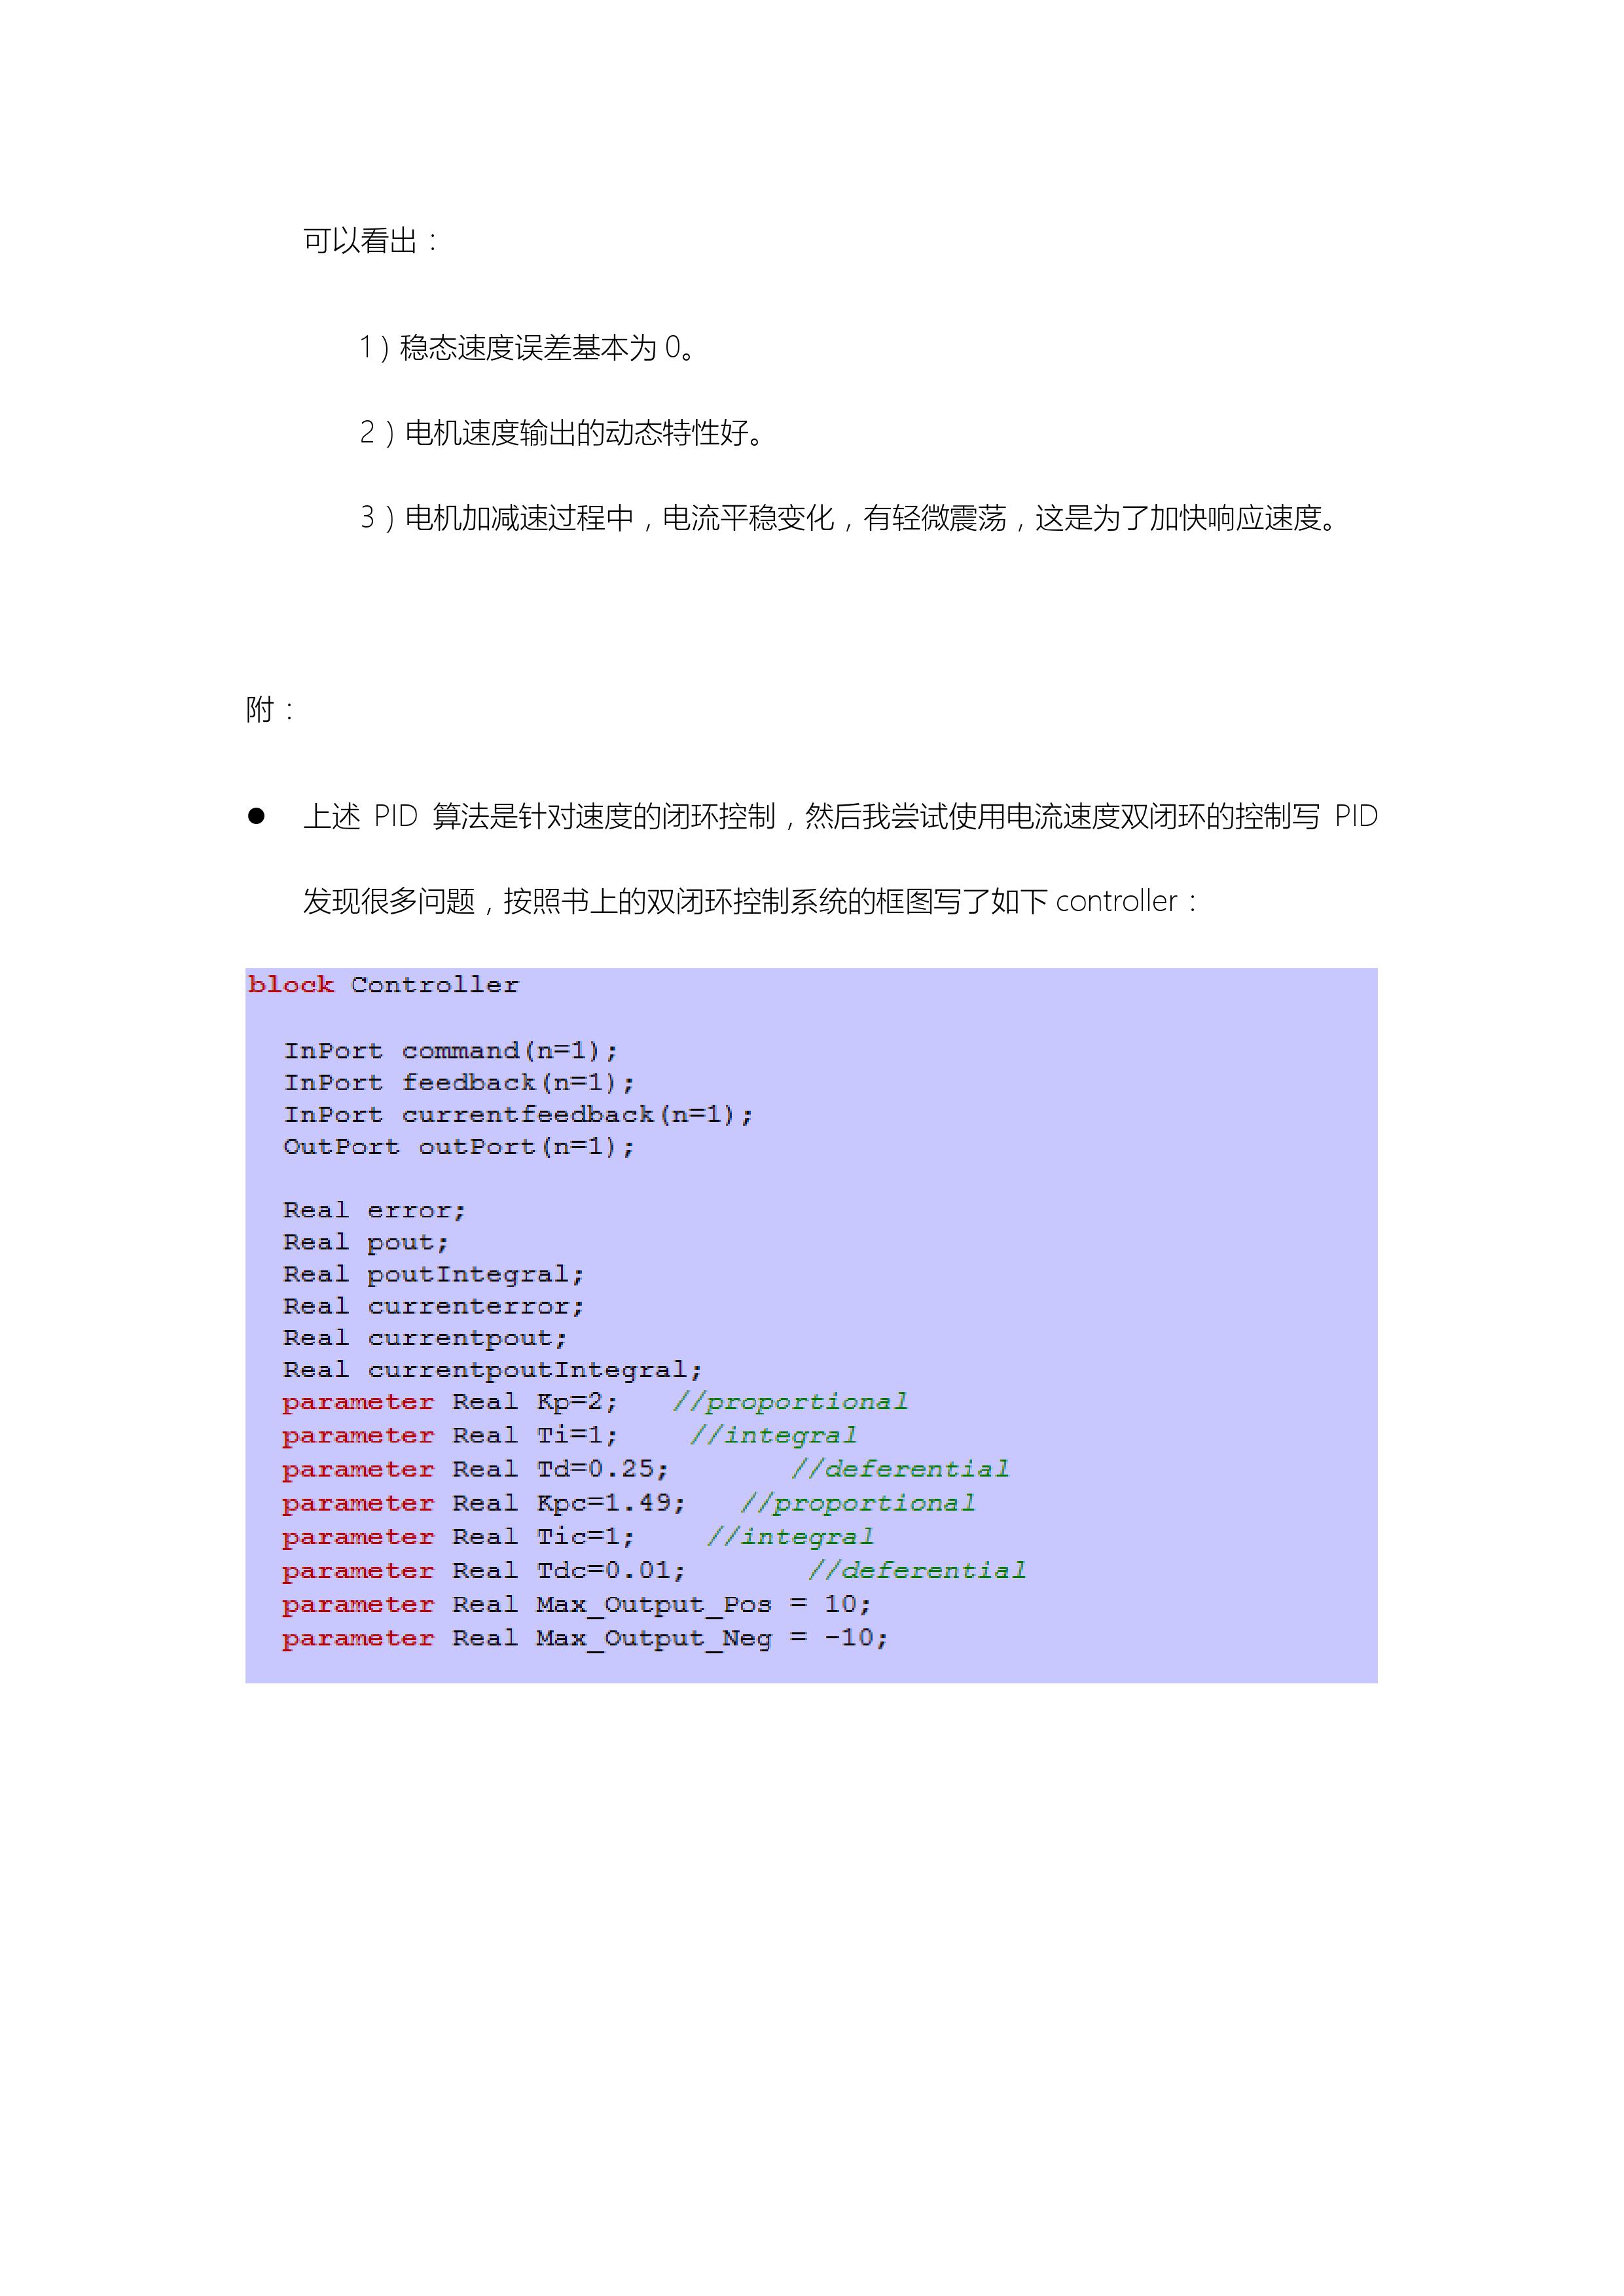 可以看出：
1）稳态速度误差基本为 0。
2）电机速度输出的动态特性好。
3）电机加减速过程中，电流平稳变化，有轻微震荡，这是为了加快响应速度。
附：
● 上述 PID 算法是针对速度的闭环控制，然后我尝试使用电流速度双闭环的控制写 PID
发现很多问题，按照书上的双闭环控制系统的框图写了如下 controller：
block Controller
InPort command(n=1);
InPort feedback(n=1);
InPort currentfeedback(n=1);
OutPort outPort(n=1);
Real error;
Real pout;
Real poutIntegral;
Real currenterror;
Real currentpout;
Real currentpoutIntegral;
parameter Real Kp=2; //proportional
parameter Real Ti=1; //integral
parameter Real Td=0.25; //deferential
parameter Real Kpc=1.49; //proportional
parameter Real Tic=1; //integral
parameter Real Tdc=0.01; //deferential
parameter Real Max_Output_Pos = 10;
parameter Real Max_Output_Neg = -10;